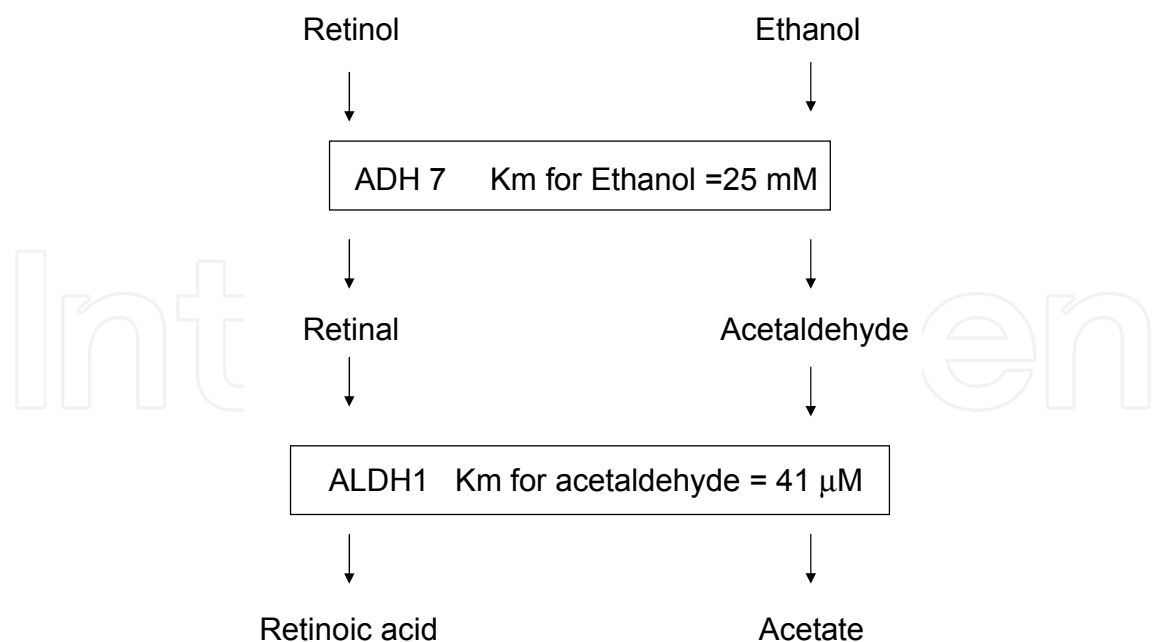 Retinol Ethanol
ADH 7 Km for Ethanol =25 mM
Retinal Acetaldehyde
ALDH1 Km for acetaldehyde = 41 μM
Retinoic acid Acetate